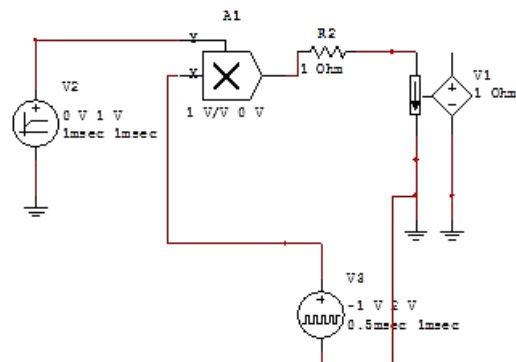 A1
Y
X
1 V/V 0 V
R2
1 Ohm
V1
1 Ohm
V2
0 V 1 V
1msec 1msec
V3
-1 V 2 V
0.5msec 1msec